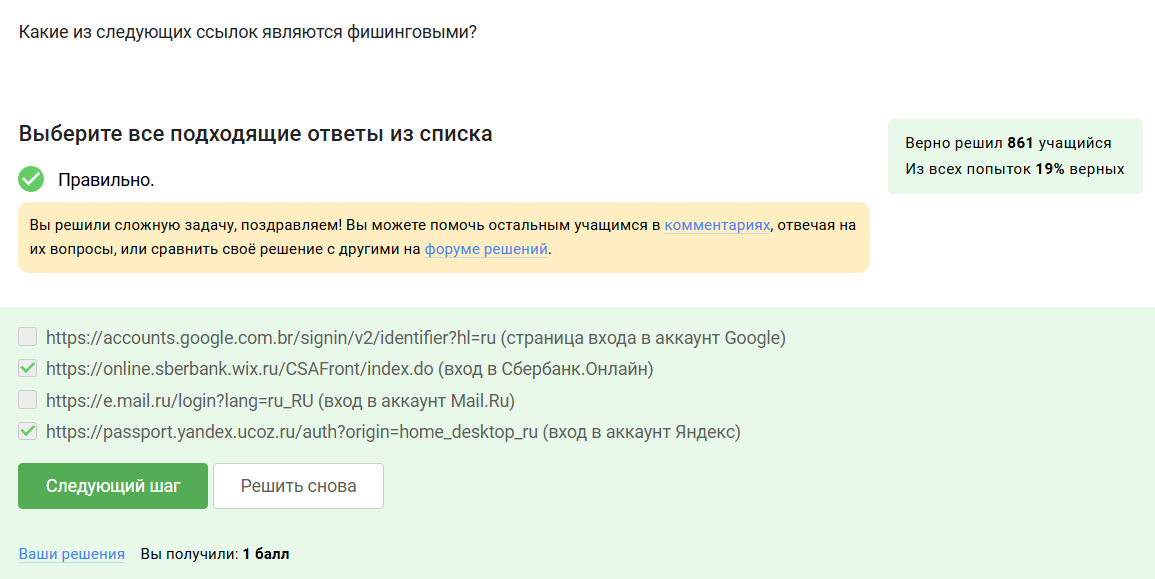 Какие из следующих ссылок являются фишинговыми?
Выберите все подходящие ответы из списка
Верно решил 861 учащийся
Из всех попыток 19% верных
Правильно.
Вы решили сложную задачу, поздравляем! Вы можете помочь остальным учащимся в комментариях, отвечая на
их вопросы, или сравнить своё решение с другими на форуме решений.
https://accounts.google.com.br/signin/v2/identifier?hl=ru (страница входа в аккаунт Google)
https://online.sberbank.wix.ru/CSAFront/index.do (вход в Сбербанк.Онлайн)
https://e.mail.ru/login?lang=ru_RU (вход в аккаунт Mail.Ru)
https://passport.yandex.ucoz.ru/auth?origin=home_desktop_ru (вход в аккаунт Яндекс)
Следующий шаг Решить снова
Ваши решения Вы получили: 1 балл